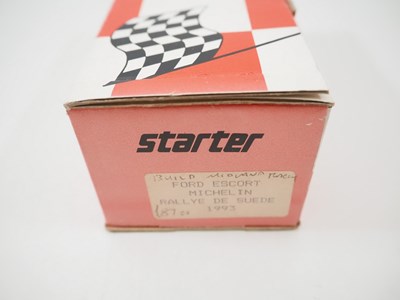 starter
BUILD MIDLAND
FORD ESCORT
MICHELIN
RALLYE DE SUEDE
1993